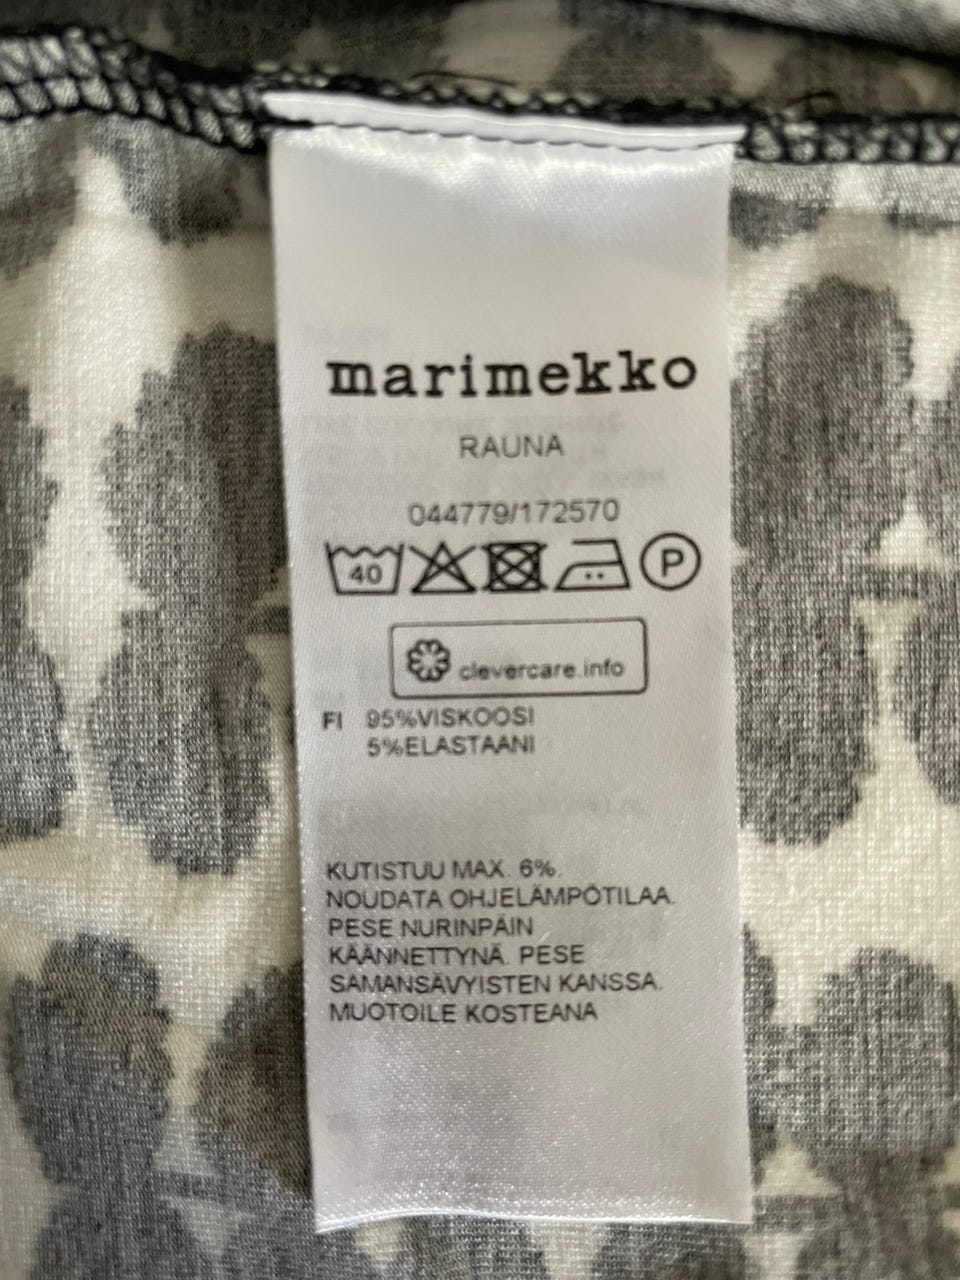 marimekko
RAUNA
044779/172570
40 P
clevercare.info
FI 95%VISKOOSI
5%ELASTAANI
KUTISTUU MAX. 6%.
NOUDATA OHJELÄMPÖTILAA.
PESE NURINPÄIN
KÄÄNNETTYNÄ. PESE
SAMANSÄVYISTEN KANSSA.
MUOTOILE KOSTEANA